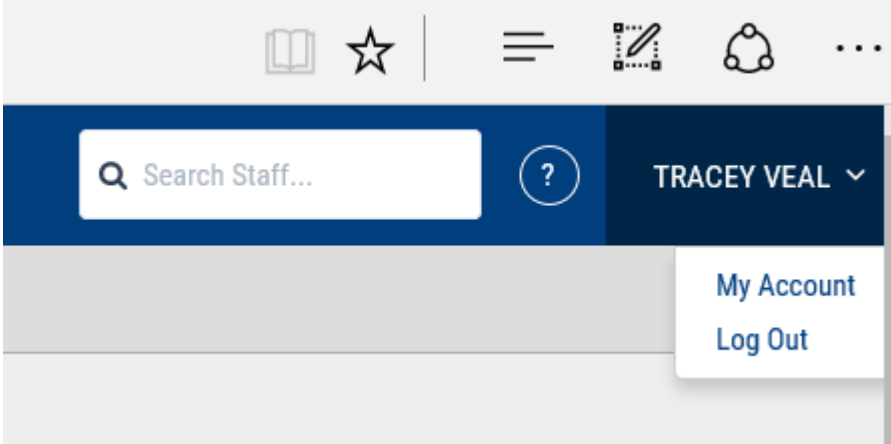 Search Staff...
?
TRACEY VEAL
My Account
Log Out